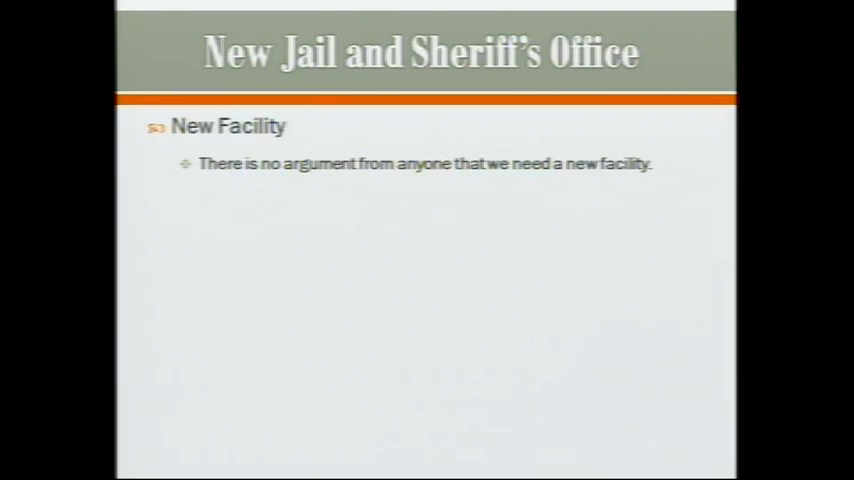 New Jail and Sheriff's Office
New Facility
There is no argument from anyone that we need a new facility.